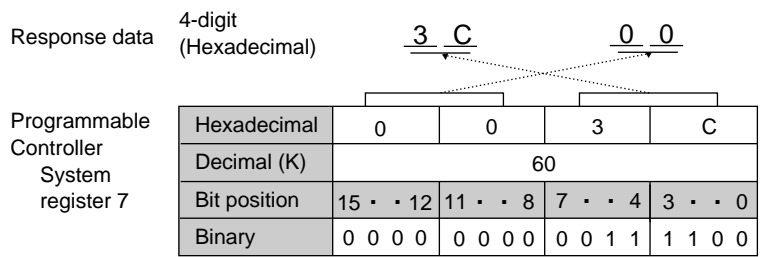 Response data 4-digit (Hexadecimal) 3 C 0 0
Programmable Controller System register 7
Hexadecimal 0 0 3 C
Decimal (K) 60
Bit position 15 · · 12 11 · · 8 7 · · 4 3 · · 0
Binary 0 0 0 0 0 0 0 0 0 0 1 1 1 1 0 0